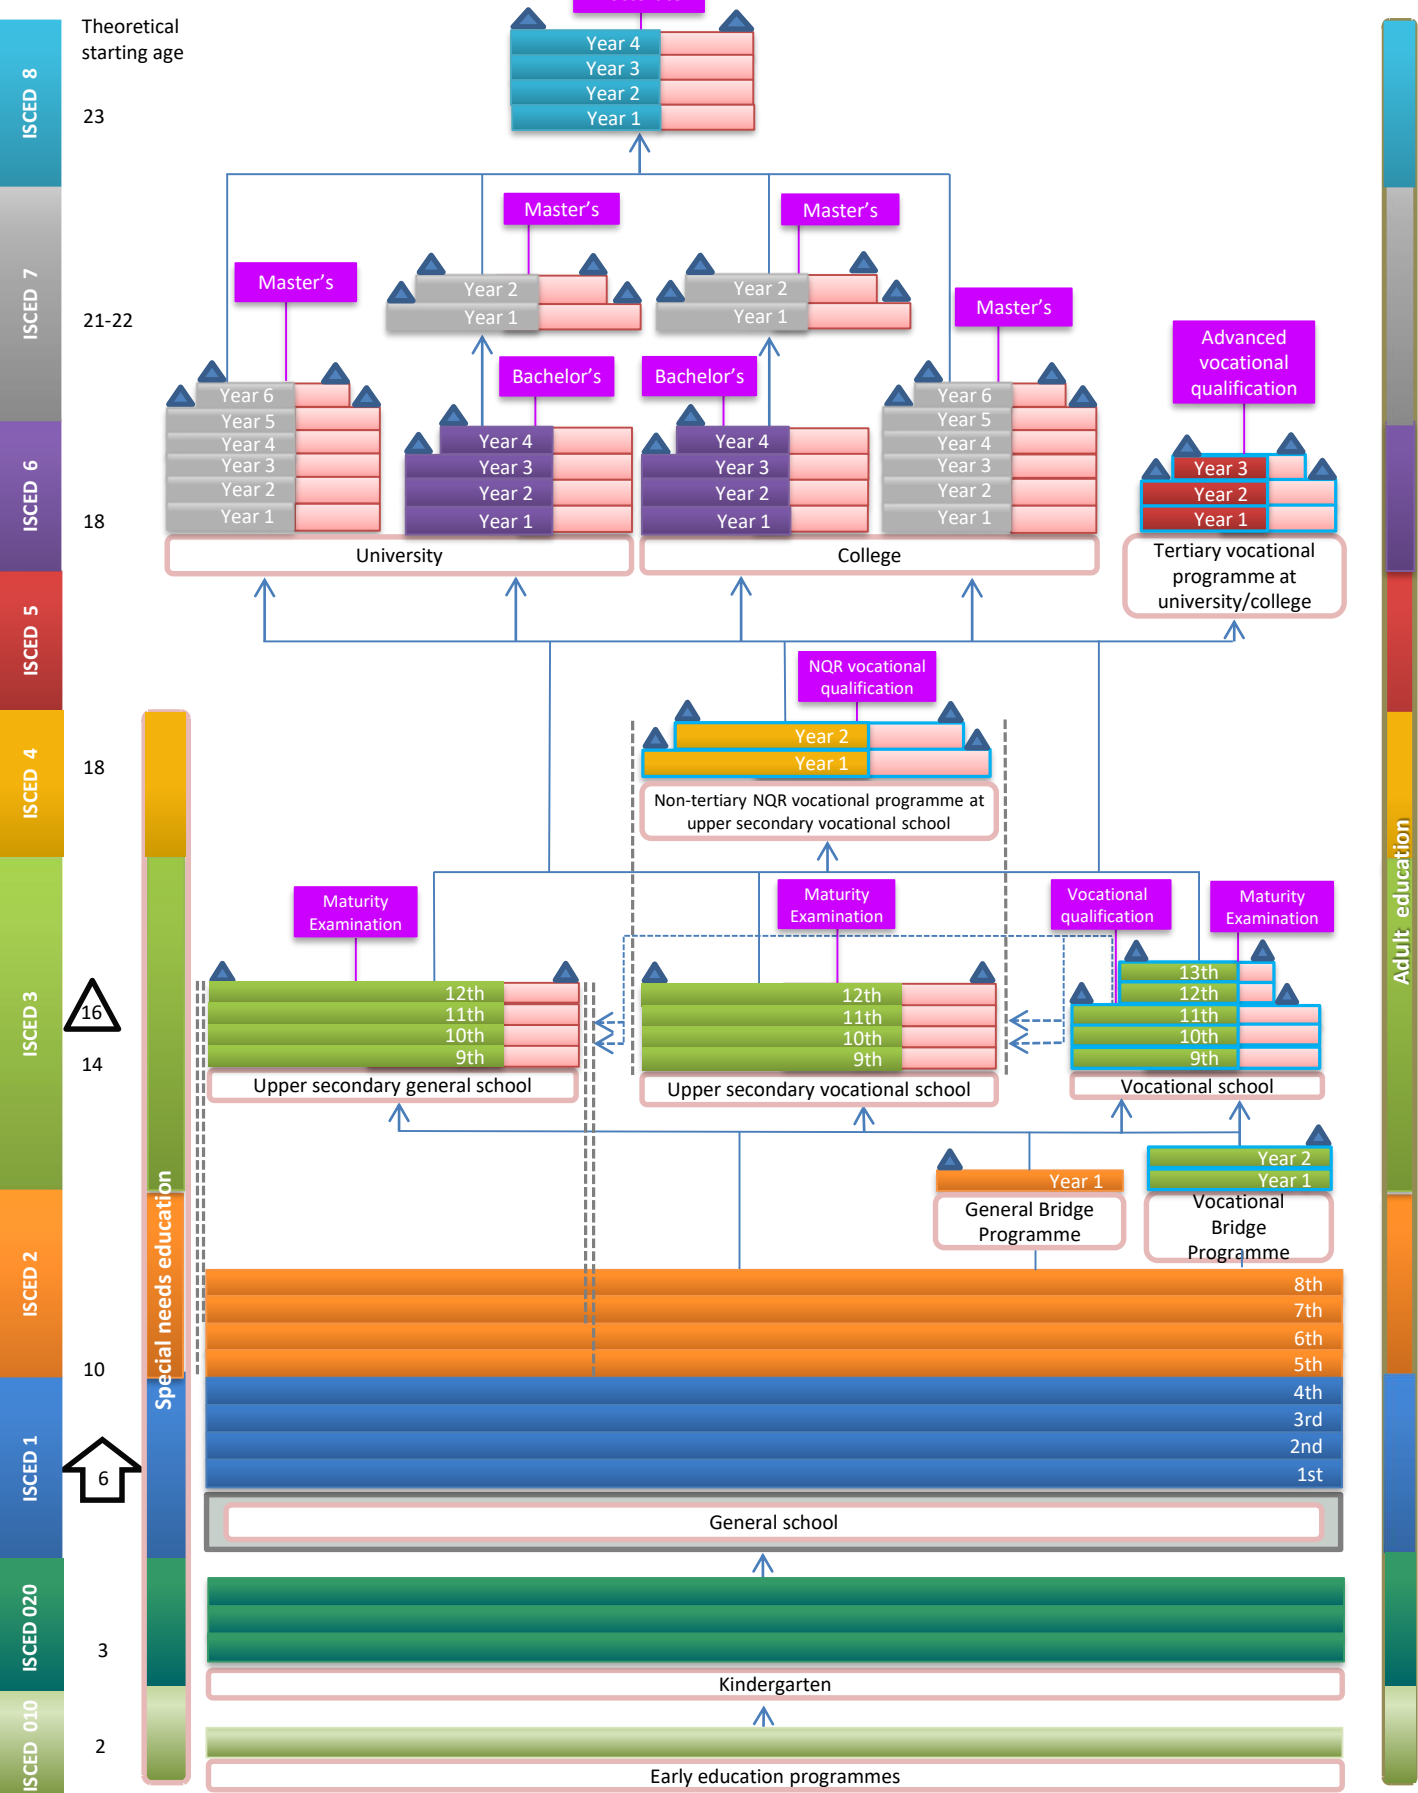 Theoretical
starting age
ISCED 8
23
Year 4
Year 3
Year 2
Year 1
ISCED 7
21-22
Master's
Master's
Master's
Master's
Year 2
Year 1
Year 2
Year 1
Bachelor's
Bachelor's
Advanced
vocational
qualification
ISCED 6
18
Year 6
Year 5
Year 4
Year 3
Year 2
Year 1
Year 4
Year 3
Year 2
Year 1
Year 4
Year 3
Year 2
Year 1
Year 6
Year 5
Year 4
Year 3
Year 2
Year 1
Year 3
Year 2
Year 1
University
College
Tertiary vocational
programme at
university/college
ISCED 5
NQR vocational
qualification
ISCED 4
18
Year 2
Year 1
Non-tertiary NQR vocational programme at
upper secondary vocational school
Adult education
ISCED 3
16
14
Maturity
Examination
Maturity
Examination
Vocational
qualification
Maturity
Examination
12th
11th
10th
9th
12th
11th
10th
9th
13th
12th
11th
10th
9th
Upper secondary general school
Upper secondary vocational school
Vocational school
Year 1
General Bridge
Programme
Year 2
Year 1
Vocational
Bridge
Programme
Special needs education
ISCED 2
10
8th
7th
6th
5th
ISCED 1
6
4th
3rd
2nd
1st
General school
ISCED 020
3
Kindergarten
ISCED 010
2
Early education programmes